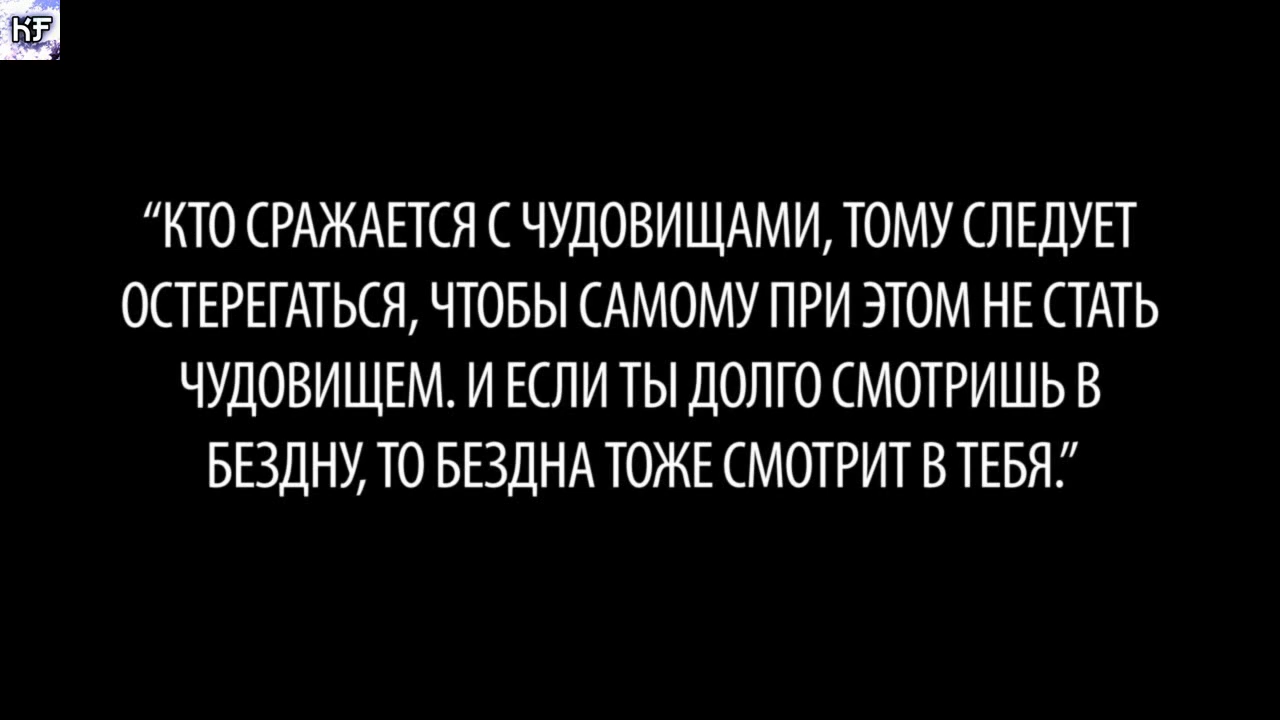 KF
“КТО СРАЖАЕТСЯ С ЧУДОВИЩАМИ, ТОМУ СЛЕДУЕТ
ОСТЕРЕГАТЬСЯ, ЧТОБЫ САМОМУ ПРИ ЭТОМ НЕ СТАТЬ
ЧУДОВИЩЕМ. И ЕСЛИ ТЫ ДОЛГО СМОТРИШЬ В
БЕЗДНУ, ТО БЕЗДНА ТОЖЕ СМОТРИТ В ТЕБЯ.”